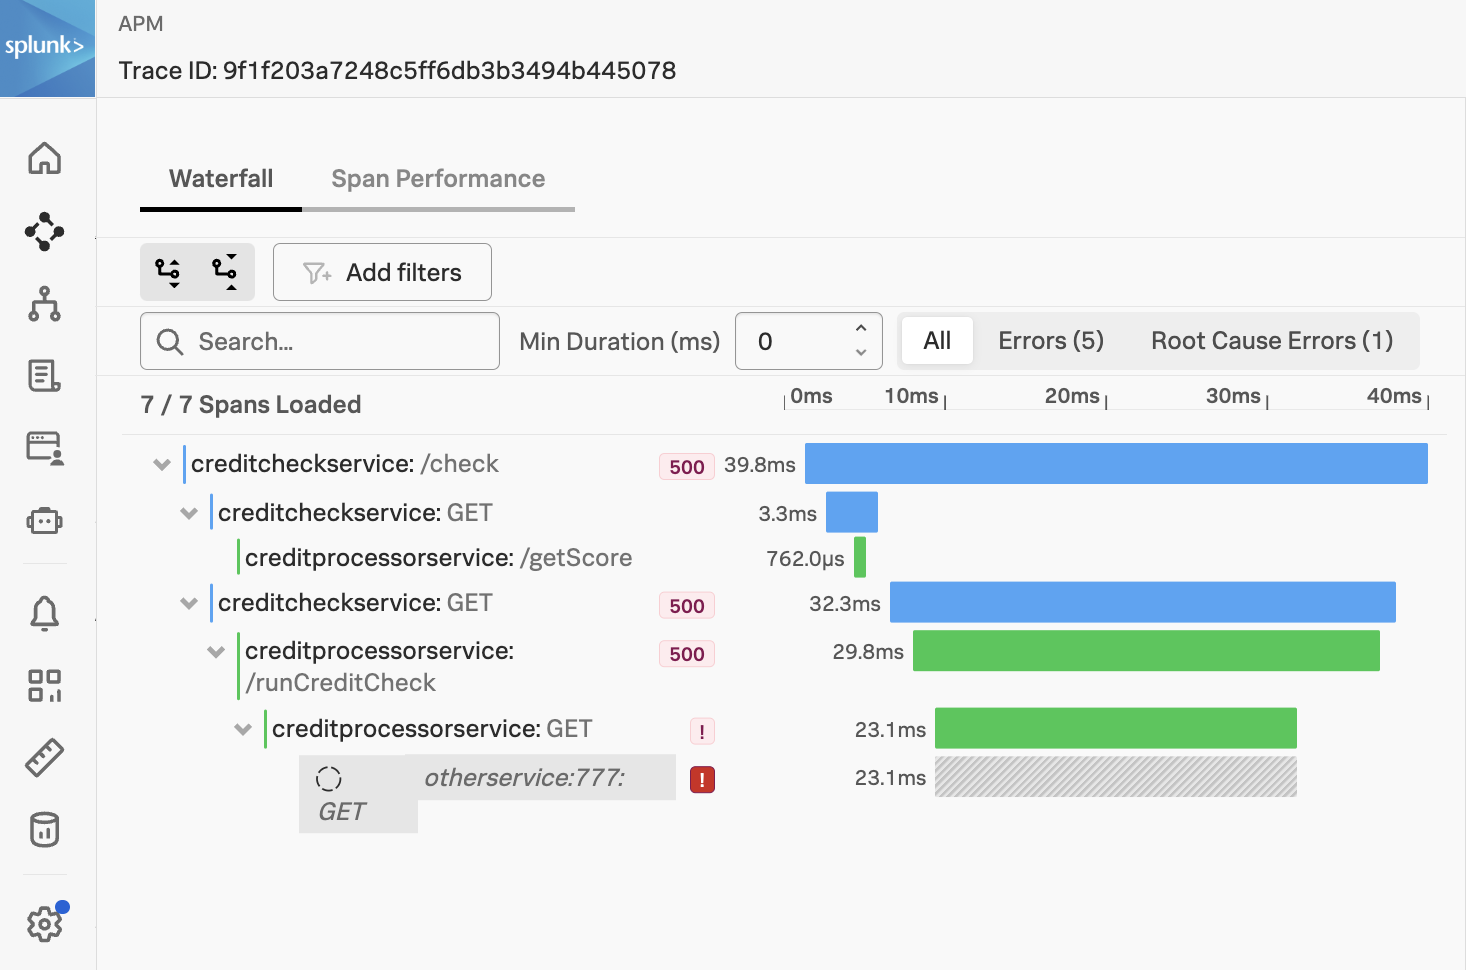 splunk>
APM
Trace ID: 9f1f203a7248c5ff6db3b3494b445078
Waterfall Span Performance
Add filters
Search... Min Duration (ms) 0 All Errors (5) Root Cause Errors (1)
7 / 7 Spans Loaded 0ms 10ms 20ms 30ms 40ms
creditcheckservice: /check 500 39.8ms
creditcheckservice: GET 3.3ms
creditprocessorservice: /getScore 762.0µs
creditcheckservice: GET 500 32.3ms
creditprocessorservice: 500 29.8ms
/runCreditCheck
creditprocessorservice: GET ! 23.1ms
otherservice:777: ! 23.1ms
GET